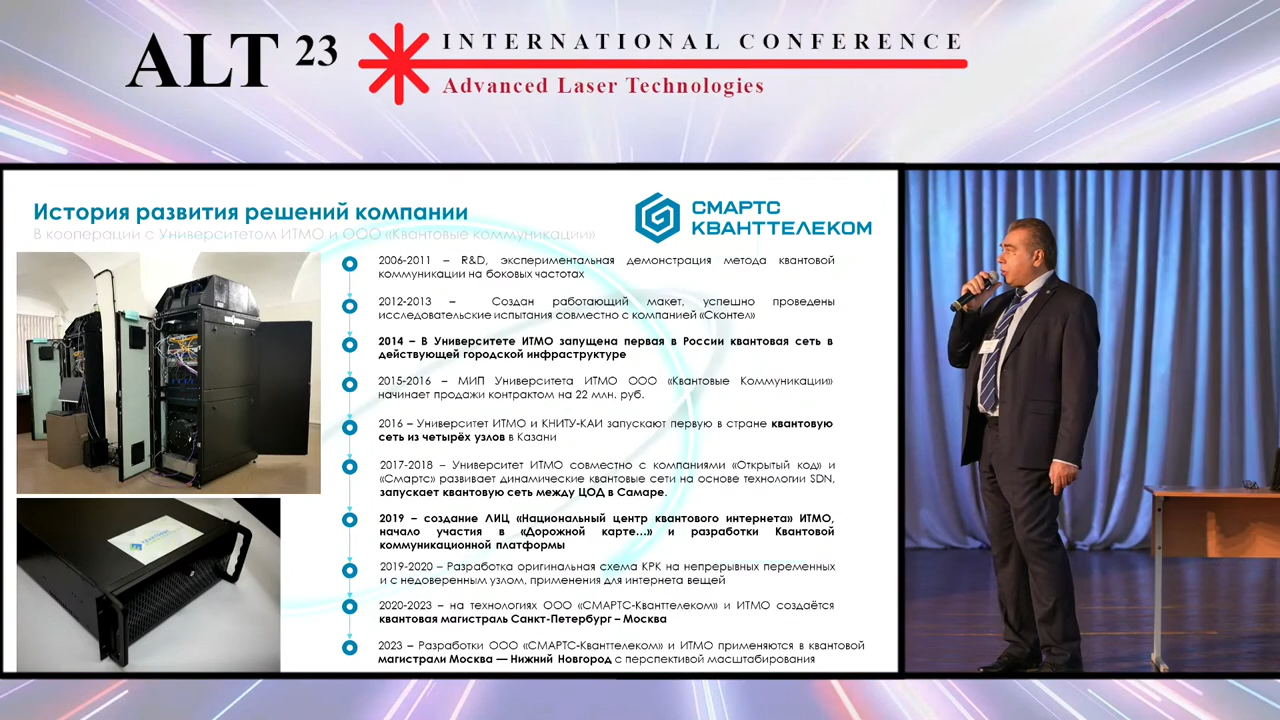 ALT 23
INTERNATIONAL CONFERENCE
Advanced Laser Technologies
История развития решений компании
В кооперации с Университетом ИТМО и ООО «Квантовые коммуникации»
СМАРТС
КВАНТТЕЛЕКОМ
2006-2011 – R&D, экспериментальная демонстрация метода квантовой
коммуникации на боковых частотах
2012-2013 – Создан работающий макет, успешно проведены
исследовательские испытания совместно с компанией «Сконтел»
2014 – В Университете ИТМО запущена первая в России квантовая сеть в
действующей городской инфраструктуре
2015-2016 – МИП Университета ИТМО ООО «Квантовые Коммуникации»
начинает продажи контрактом на 22 млн. руб.
2016 – Университет ИТМО и КНИТУ-КАИ запускают первую в стране квантовую
сеть из четырёх узлов в Казани
2017-2018 – Университет ИТМО совместно с компаниями «Открытый код» и
«Смартс» развивает динамические квантовые сети на основе технологии SDN,
запускает квантовую сеть между ЦОД в Самаре.
2019 – создание ЛИЦ «Национальный центр квантового интернета» ИТМО,
начало участия в «Дорожной карте...» и разработки Квантовой
коммуникационной платформы
2019-2020 – Разработка оригинальная схема КРК на непрерывных переменных
и с недоверенным узлом, применения для интернета вещей
2020-2023 – на технологиях ООО «СМАРТС-Кванттелеком» и ИТМО создаётся
квантовая магистраль Санкт-Петербург – Москва
2023 – Разработки ООО «СМАРТС-Кванттелеком» и ИТМО применяются в квантовой
магистрали Москва — Нижний Новгород с перспективой масштабирования